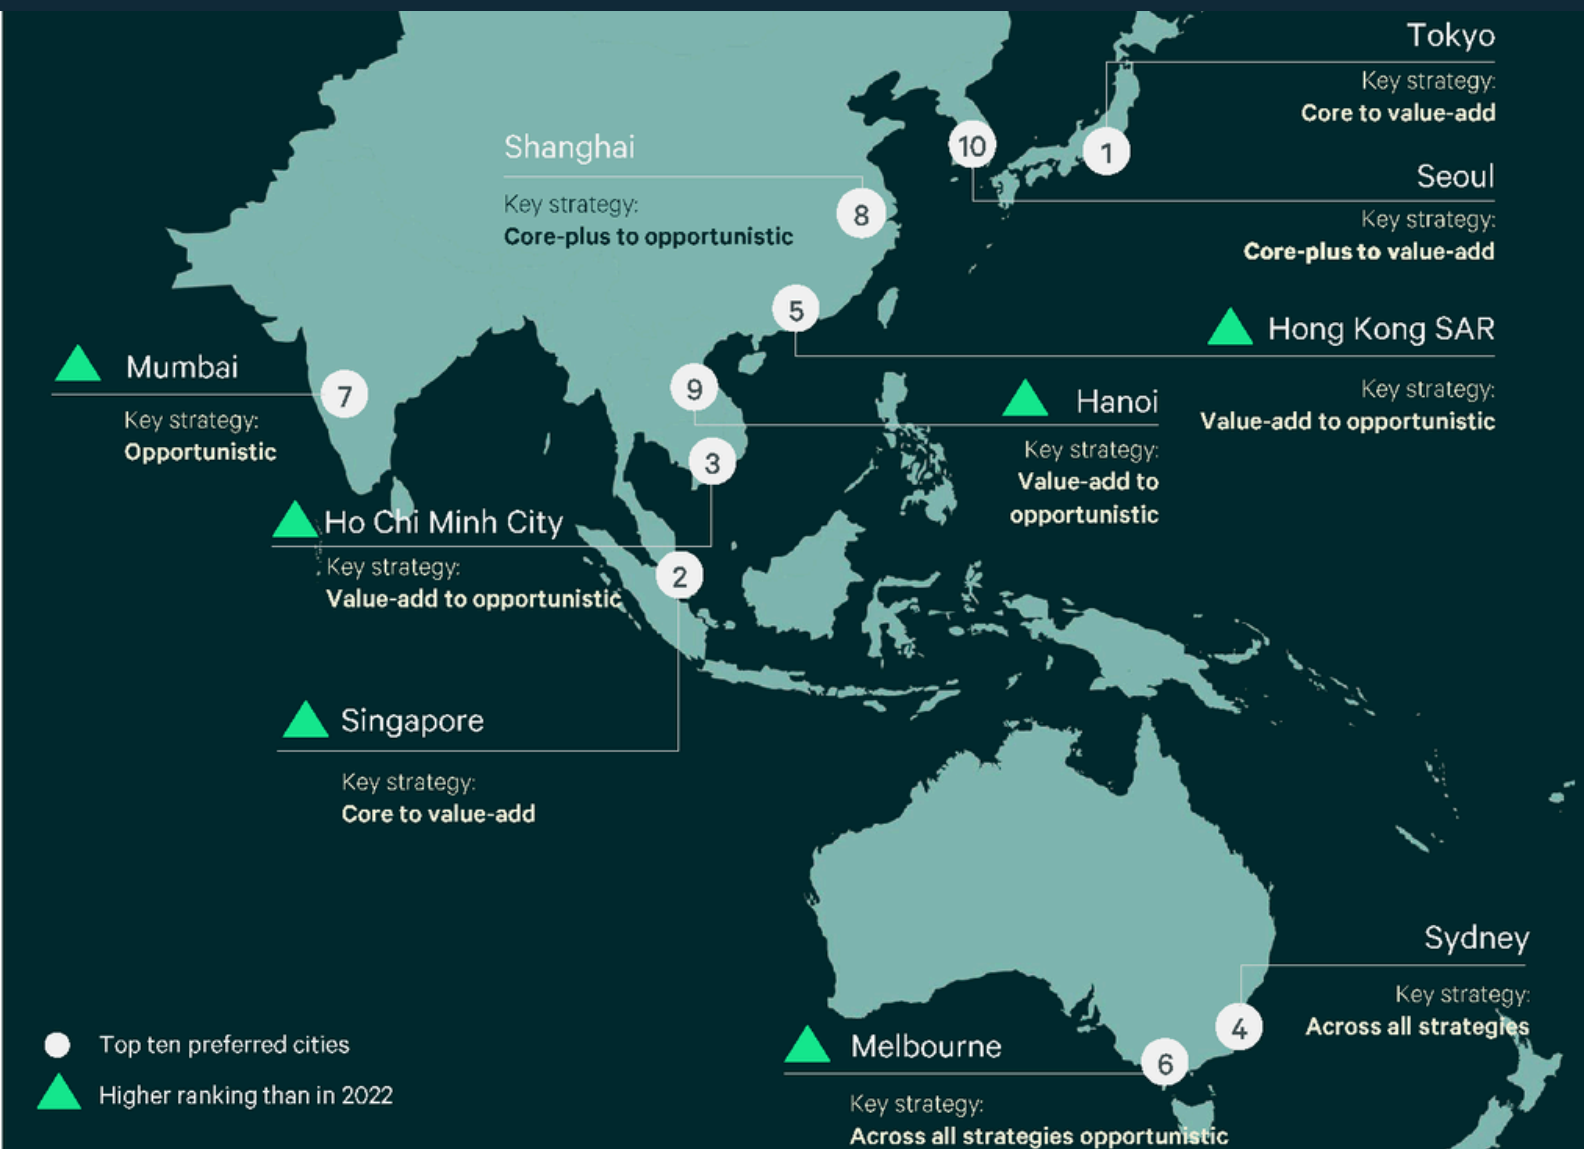 Tokyo
Key strategy:
Core to value-add
10
1
Shanghai
Key strategy:
Core-plus to opportunistic
8
Seoul
Key strategy:
Core-plus to value-add
5
Hong Kong SAR
Key strategy:
Value-add to opportunistic
Mumbai
7
Key strategy:
Opportunistic
9
Hanoi
Key strategy:
Value-add to
opportunistic
3
Ho Chi Minh City
Key strategy:
Value-add to opportunistic
2
Singapore
Key strategy:
Core to value-add
Sydney
Key strategy:
Across all strategies
4
Melbourne
6
Key strategy:
Across all strategies opportunistic
Top ten preferred cities
Higher ranking than in 2022